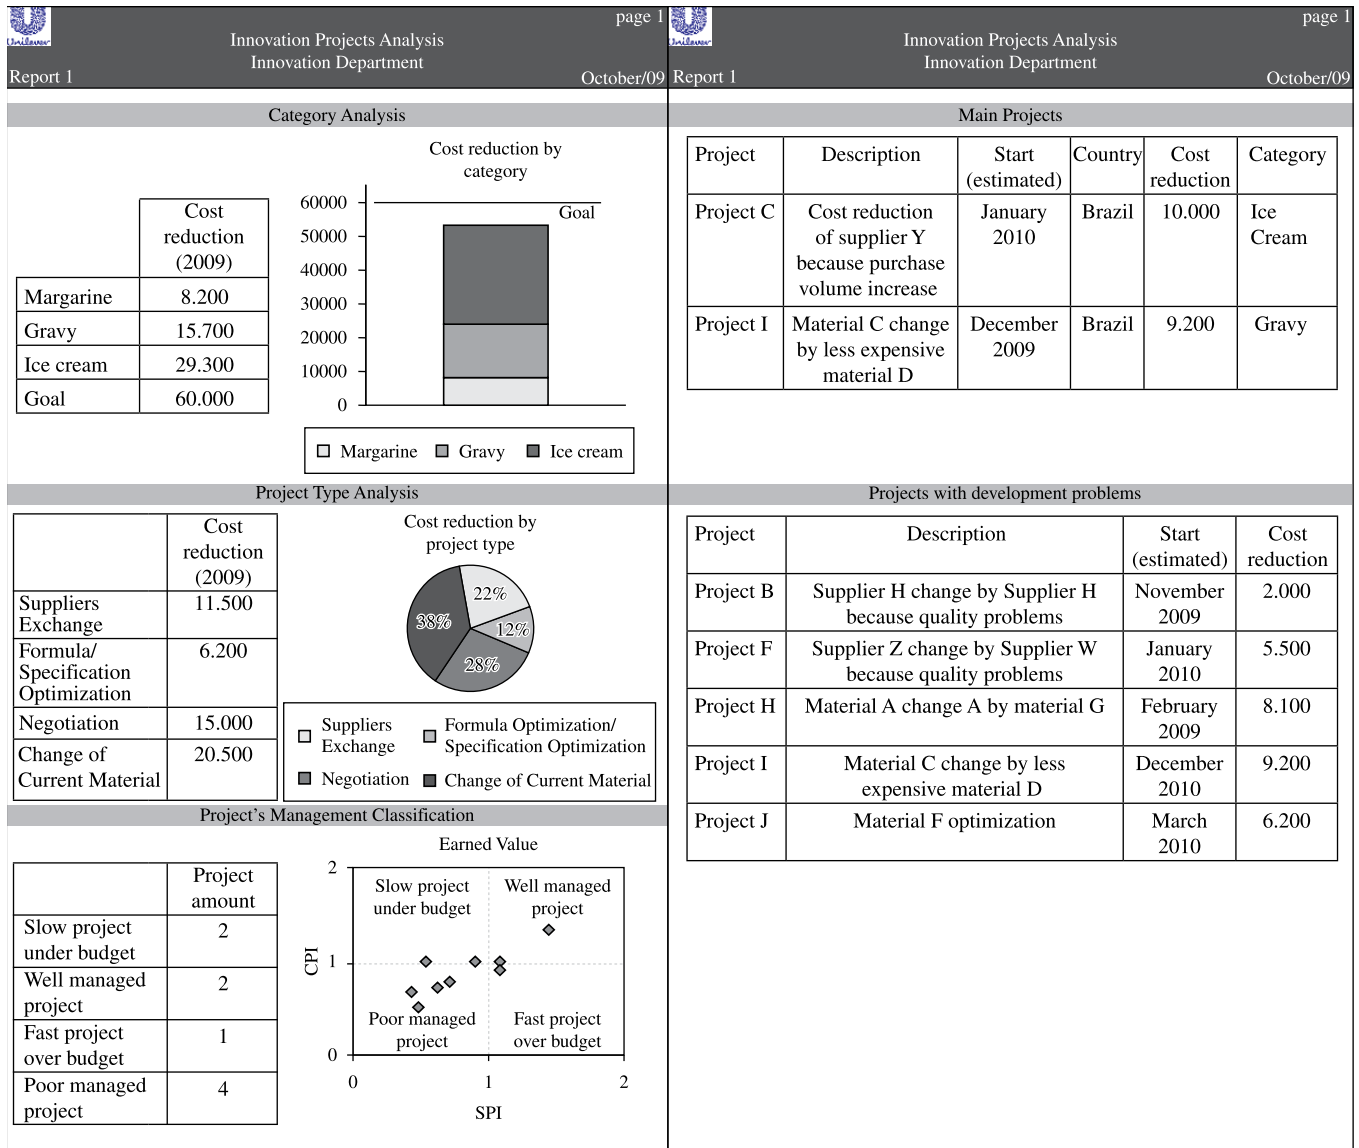 Unilever
page 1
Innovation Projects Analysis
Innovation Department
Report 1
October/09
Category Analysis
Cost
reduction
(2009)
Margarine 8.200
Gravy 15.700
Ice cream 29.300
Goal 60.000
Cost reduction by
category
60000
50000
40000
30000
20000
10000
0
Goal
Margarine Gravy Ice cream
Project Type Analysis
Cost
reduction
(2009)
Suppliers 11.500
Exchange
Formula/ 6.200
Specification
Optimization
Negotiation 15.000
Change of 20.500
Current Material
Cost reduction by
project type
22%
38%
12%
28%
Suppliers
Exchange
Formula Optimization/
Specification Optimization
Negotiation
Change of Current Material
Project's Management Classification
Project
amount
Slow project 2
under budget
Well managed 2
project
Fast project 1
over budget
Poor managed 4
project
Earned Value
2
Slow project
under budget
Well managed
project
CPI
1
Poor managed
project
Fast project
over budget
0
0 1 2
SPI
Unilever
page 1
Innovation Projects Analysis
Innovation Department
Report 1
October/09
Main Projects
Project Description Start Country Cost Category
(estimated) reduction
Project C Cost reduction January Brazil 10.000 Ice
of supplier Y 2010 Cream
because purchase
volume increase
Project I Material C change December Brazil 9.200 Gravy
by less expensive 2009
material D
Projects with development problems
Project Description Start Cost
(estimated) reduction
Project B Supplier H change by Supplier H November 2.000
because quality problems 2009
Project F Supplier Z change by Supplier W January 5.500
because quality problems 2010
Project H Material A change A by material G February 8.100
2009
Project I Material C change by less December 9.200
expensive material D 2010
Project J Material F optimization March 6.200
2010